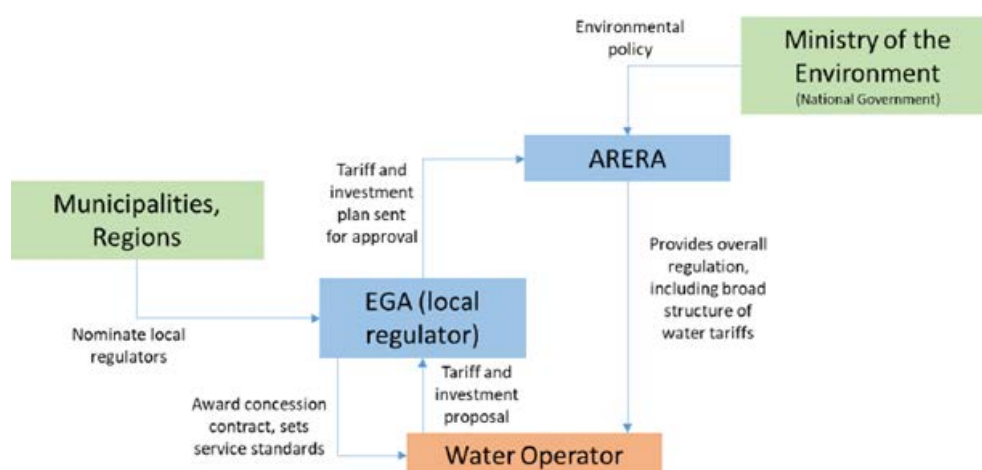 Environmental
policy
Ministry of the
Environment
(National Government)
ARERA
Tariff and
investment
plan sent
for approval
Municipalities,
Regions
Provides overall
regulation,
including broad
structure of
water tariffs
EGA (local
regulator)
Nominate local
regulators
Tariff and
investment
proposal
Award concession
contract, sets
service standards
Water Operator